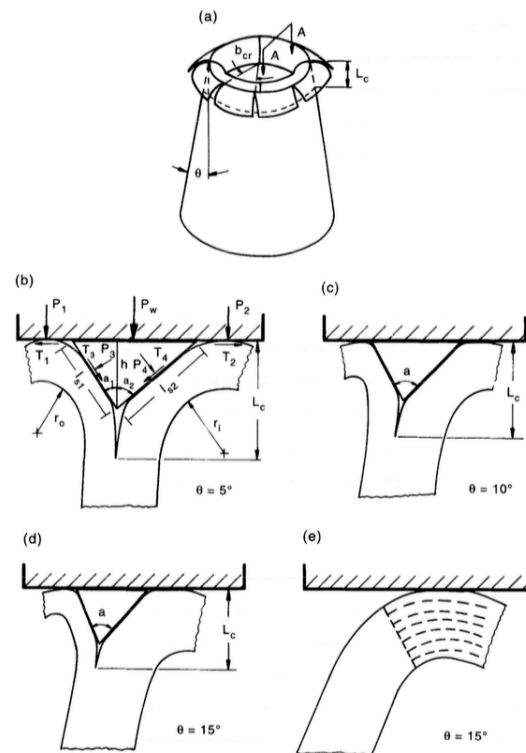 (a)
A
b_cr
A
L_c
θ
(b)
P_1
P_w
P_2
T_1
T_3
P_3
h
P_4
T_4
T_2
a_1
a_2
l_s1
l_s2
L_c
r_o
r_i
θ = 5°
(c)
a
L_c
θ = 10°
(d)
a
L_c
θ = 15°
(e)
θ = 15°